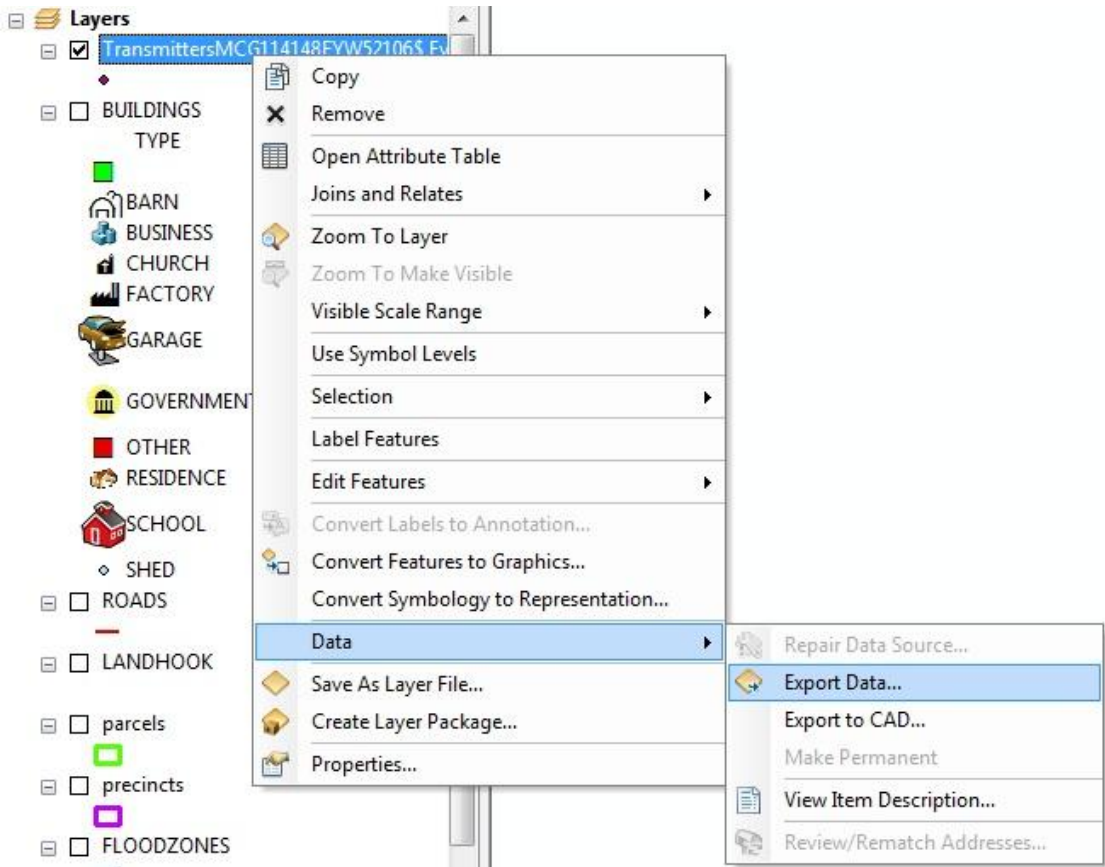 Layers
TransmittersMCG114148FYW52106$ Ev
BUILDINGS
TYPE
BARN
BUSINESS
CHURCH
FACTORY
GARAGE
GOVERNMENT
OTHER
RESIDENCE
SCHOOL
SHED
ROADS
LANDHOOK
parcels
precincts
FLOODZONES
Copy
Remove
Open Attribute Table
Joins and Relates
Zoom To Layer
Zoom To Make Visible
Visible Scale Range
Use Symbol Levels
Selection
Label Features
Edit Features
Convert Labels to Annotation...
Convert Features to Graphics...
Convert Symbology to Representation...
Data
Save As Layer File...
Create Layer Package...
Properties...
Repair Data Source...
Export Data...
Export to CAD...
Make Permanent
View Item Description...
Review/Rematch Addresses...